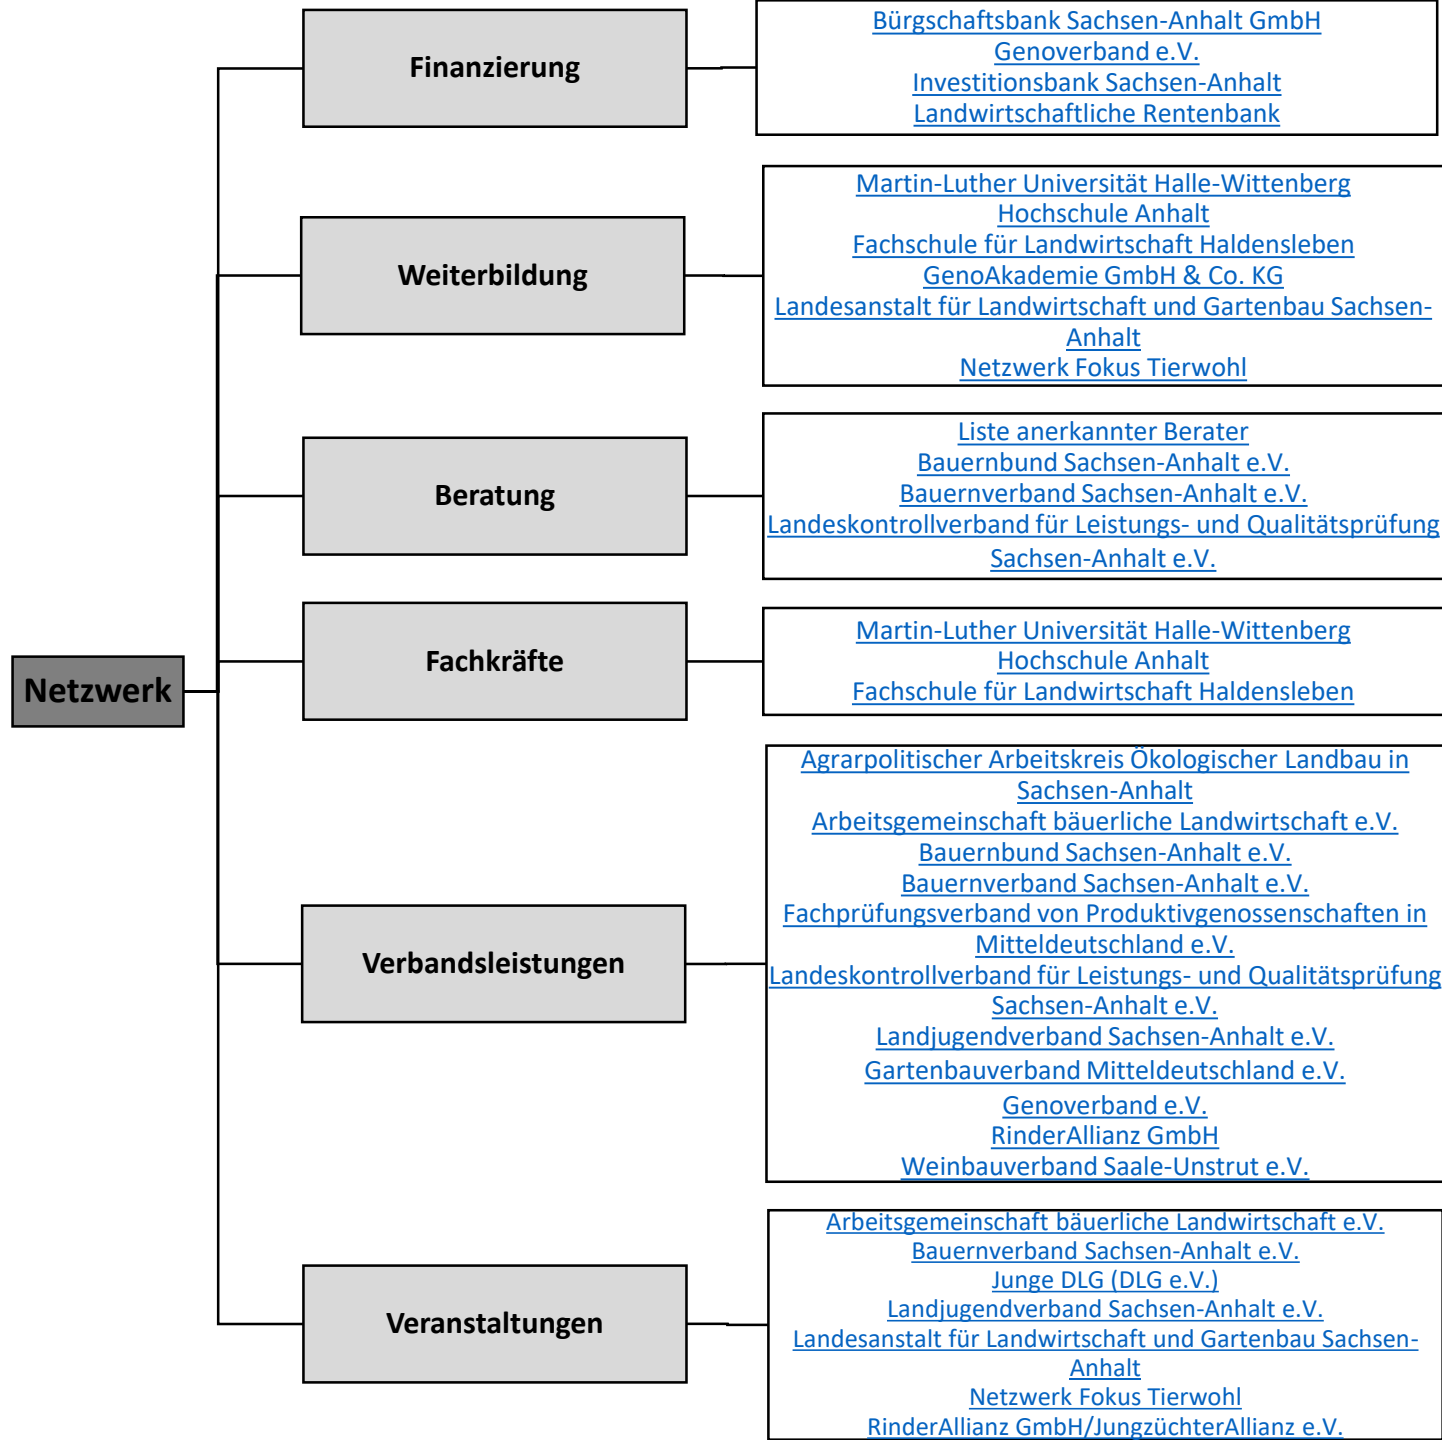 Netzwerk
Finanzierung
Bürgschaftsbank Sachsen-Anhalt GmbH
Genoverband e.V.
Investitionsbank Sachsen-Anhalt
Landwirtschaftliche Rentenbank
Weiterbildung
Martin-Luther Universität Halle-Wittenberg
Hochschule Anhalt
Fachschule für Landwirtschaft Haldensleben
GenoAkademie GmbH & Co. KG
Landesanstalt für Landwirtschaft und Gartenbau Sachsen-
Anhalt
Netzwerk Fokus Tierwohl
Beratung
Liste anerkannter Berater
Bauernbund Sachsen-Anhalt e.V.
Bauernverband Sachsen-Anhalt e.V.
Landeskontrollverband für Leistungs- und Qualitätsprüfung
Sachsen-Anhalt e.V.
Fachkräfte
Martin-Luther Universität Halle-Wittenberg
Hochschule Anhalt
Fachschule für Landwirtschaft Haldensleben
Verbandsleistungen
Agrarpolitischer Arbeitskreis Ökologischer Landbau in
Sachsen-Anhalt
Arbeitsgemeinschaft bäuerliche Landwirtschaft e.V.
Bauernbund Sachsen-Anhalt e.V.
Bauernverband Sachsen-Anhalt e.V.
Fachprüfungsverband von Produktivgenossenschaften in
Mitteldeutschland e.V.
Landeskontrollverband für Leistungs- und Qualitätsprüfung
Sachsen-Anhalt e.V.
Landjugendverband Sachsen-Anhalt e.V.
Gartenbauverband Mitteldeutschland e.V.
Genoverband e.V.
RinderAllianz GmbH
Weinbauverband Saale-Unstrut e.V.
Veranstaltungen
Arbeitsgemeinschaft bäuerliche Landwirtschaft e.V.
Bauernverband Sachsen-Anhalt e.V.
Junge DLG (DLG e.V.)
Landjugendverband Sachsen-Anhalt e.V.
Landesanstalt für Landwirtschaft und Gartenbau Sachsen-
Anhalt
Netzwerk Fokus Tierwohl
RinderAllianz GmbH/JungzüchterAllianz e.V.